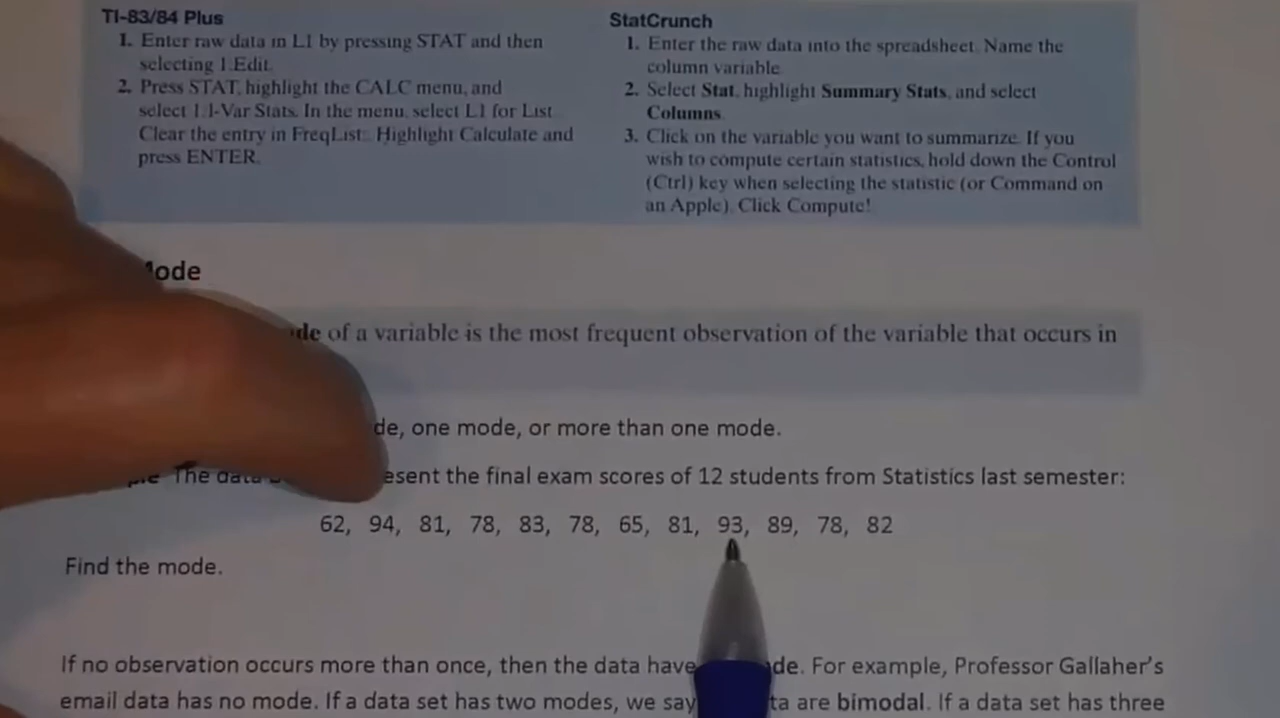 TI-83/84 Plus
1. Enter raw data in L1 by pressing STAT and then
selecting 1:Edit.
2. Press STAT, highlight the CALC menu, and
select 1:1-Var Stats. In the menu, select L1 for List.
Clear the entry in FreqList:. Highlight Calculate and
press ENTER.
StatCrunch
1. Enter the raw data into the spreadsheet. Name the
column variable.
2. Select Stat, highlight Summary Stats, and select
Columns.
3. Click on the variable you want to summarize. If you
wish to compute certain statistics, hold down the Control
(Ctrl) key when selecting the statistic (or Command on
an Apple). Click Compute!
Mode
of a variable is the most frequent observation of the variable that occurs in
one mode, or more than one mode.
The data the final exam scores of 12 students from Statistics last semester:
62, 94, 81, 78, 83, 78, 65, 81, 93, 89, 78, 82
Find the mode.
If no observation occurs more than once, then the data have For example, Professor Gallaher's
email data has no mode. If a data set has two modes, we say are bimodal. If a data set has three